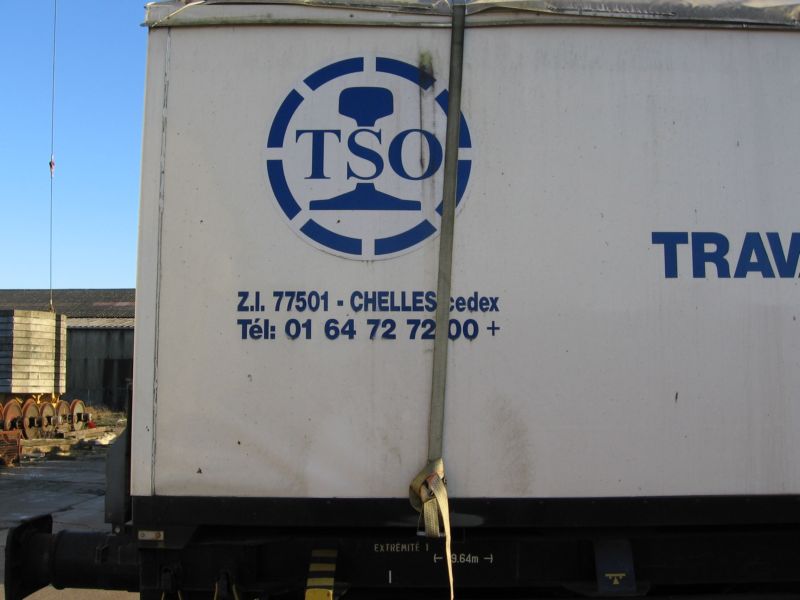 TSO
TRAV
Z.I. 77501 - CHELLES cedex
Tél: 01 64 72 72 00 +
EXTRÉMITÉ 1
9.64m